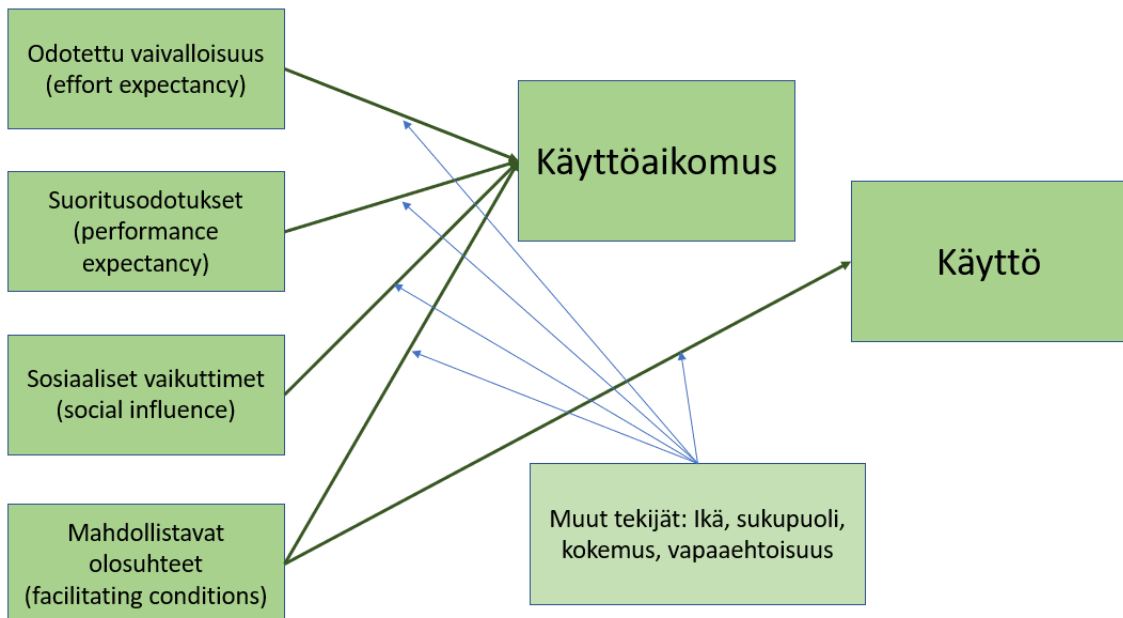 Odotettu vaivalloisuus
(effort expectancy)
Suoritusodotukset
(performance
expectancy)
Sosiaaliset vaikuttimet
(social influence)
Mahdollistavat
olosuhteet
(facilitating conditions)
Käyttöaikomus
Käyttö
Muut tekijät: Ikä, sukupuoli,
kokemus, vapaaehtoisuus